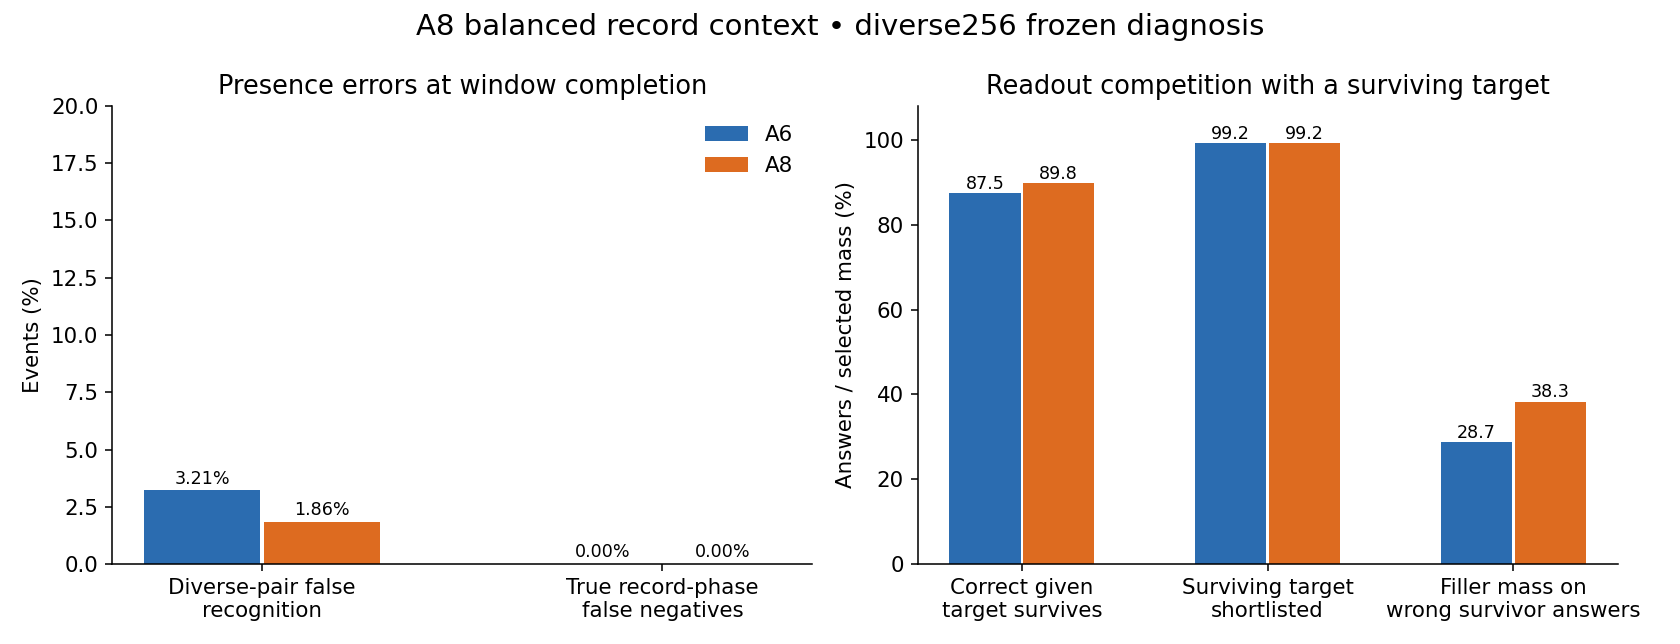 A8 balanced record context • diverse256 frozen diagnosis
Presence errors at window completion
Events (%)
20.0
17.5
15.0
12.5
10.0
7.5
5.0
2.5
0.0
A6
A8
3.21%
1.86%
0.00%
0.00%
Diverse-pair false
recognition
True record-phase
false negatives
Readout competition with a surviving target
Answers / selected mass (%)
100
80
60
40
20
0
87.5
89.8
99.2
99.2
28.7
38.3
Correct given
target survives
Surviving target
shortlisted
Filler mass on
wrong survivor answers